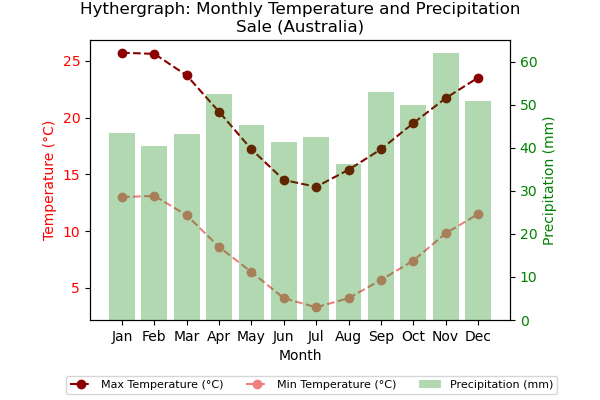 Hythergraph: Monthly Temperature and Precipitation
Sale (Australia)
25
20
15
10
5
Temperature (°C)
60
50
40
30
20
10
0
Precipitation (mm)
Jan Feb Mar Apr May Jun Jul Aug Sep Oct Nov Dec
Month
Max Temperature (°C) Min Temperature (°C) Precipitation (mm)